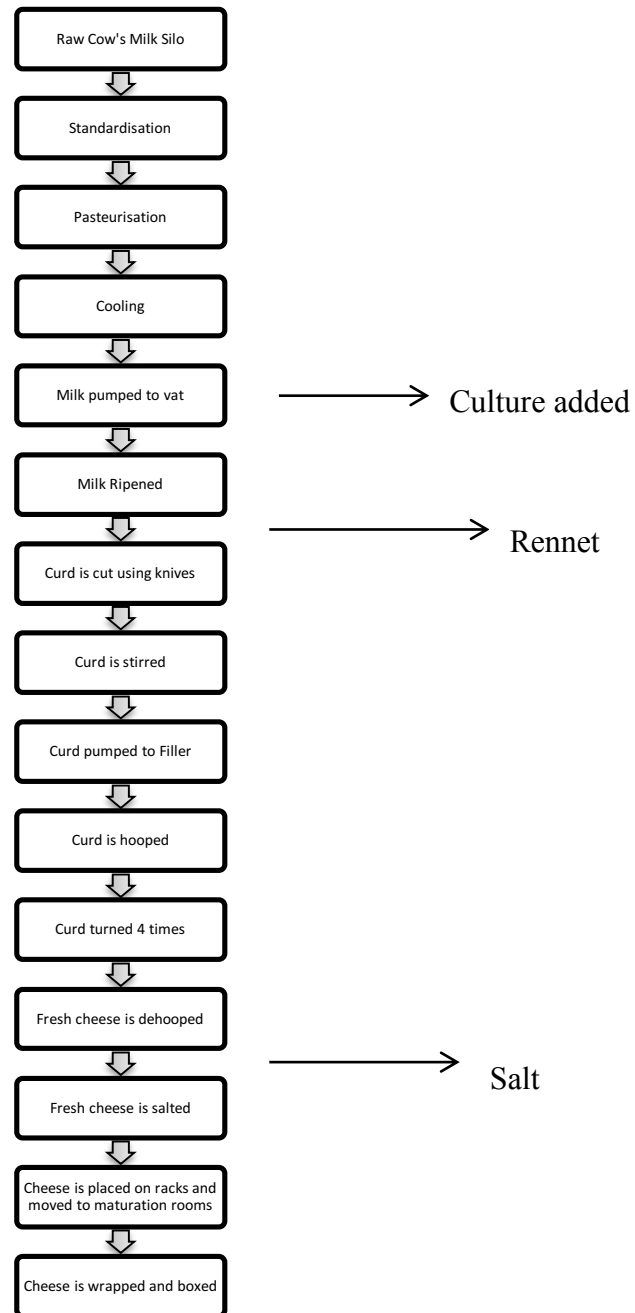 Raw Cow's Milk Silo
Standardisation
Pasteurisation
Cooling
Milk pumped to vat
Culture added
Milk Ripened
Rennet
Curd is cut using knives
Curd is stirred
Curd pumped to Filler
Curd is hooped
Curd turned 4 times
Fresh cheese is dehooped
Salt
Fresh cheese is salted
Cheese is placed on racks and
moved to maturation rooms
Cheese is wrapped and boxed